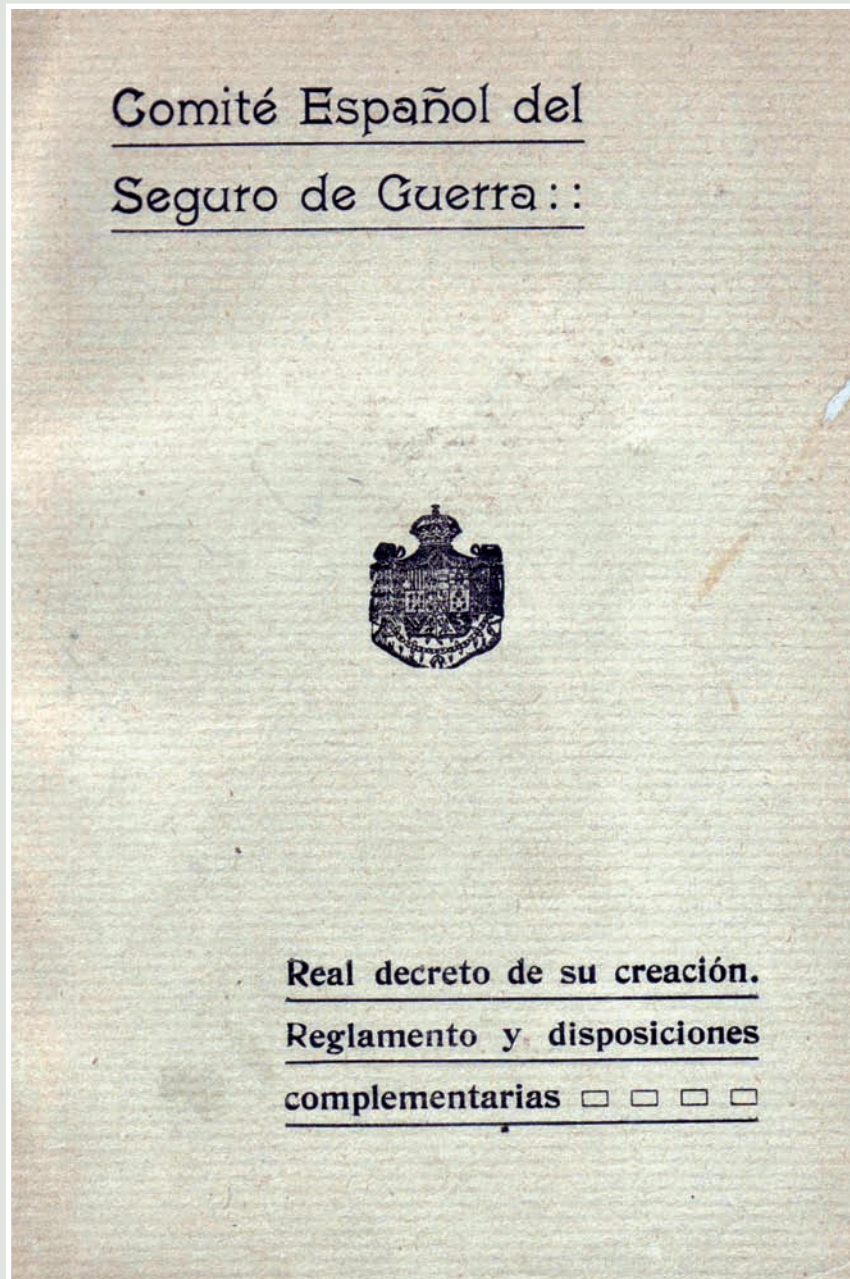 Comité Español del
Seguro de Guerra::
Real decreto de su creación.
Reglamento y disposiciones
complementarias